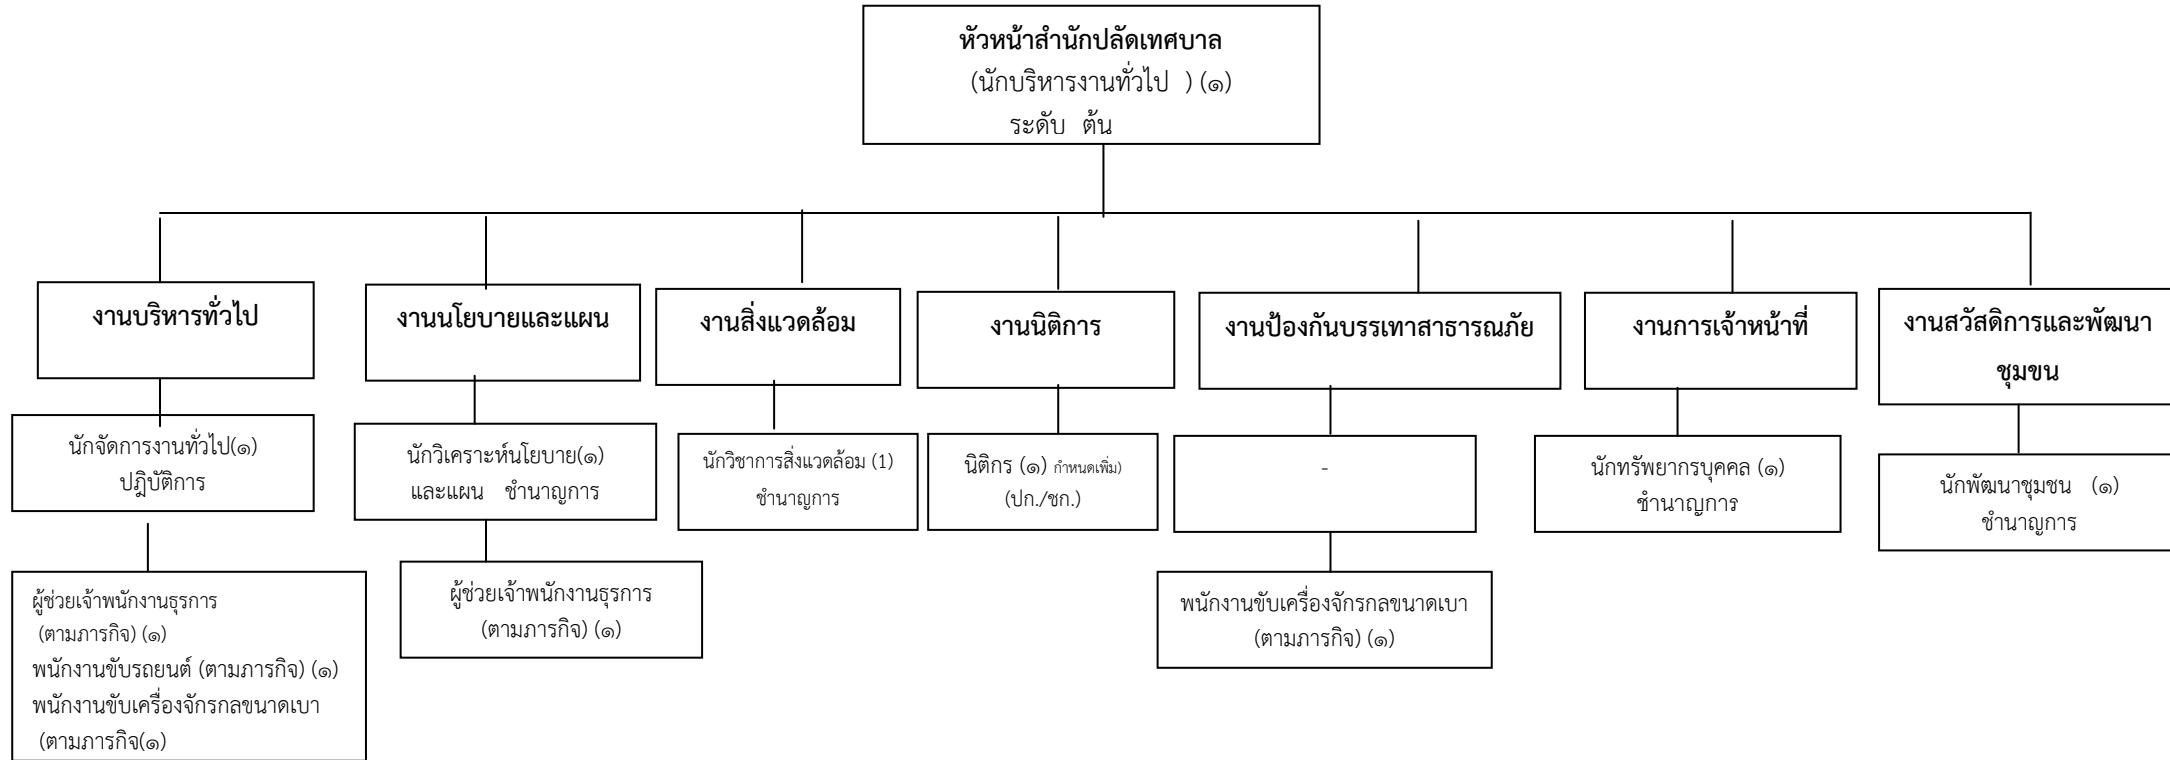 หัวหน้าสำนักปลัดเทศบาล
(นักบริหารงานทั่วไป ) (๑)
ระดับ ต้น
งานบริหารทั่วไป
งานนโยบายและแผน
งานสิ่งแวดล้อม
งานนิติการ
งานป้องกันบรรเทาสาธารณภัย
งานการเจ้าหน้าที่
งานสวัสดิการและพัฒนา
ชุมขน
นักจัดการงานทั่วไป(๑)
ปฎิบัติการ
นักวิเคราะห์นโยบาย(๑)
และแผน ชำนาญการ
นักวิชาการสิ่งแวดล้อม (1)
ชำนาญการ
นิติกร (๑) กำหนดเพิ่ม)
(ปก./ชก.)
-
นักทรัพยากรบุคคล (๑)
ชำนาญการ
นักพัฒนาชุมชน (๑)
ชำนาญการ
ผู้ช่วยเจ้าพนักงานธุรการ
(ตามภารกิจ) (๑)
พนักงานขับรถยนต์ (ตามภารกิจ) (๑)
พนักงานขับเครื่องจักรกลขนาดเบา
(ตามภารกิจ(๑)
ผู้ช่วยเจ้าพนักงานธุรการ
(ตามภารกิจ) (๑)
พนักงานขับเครื่องจักรกลขนาดเบา
(ตามภารกิจ) (๑)